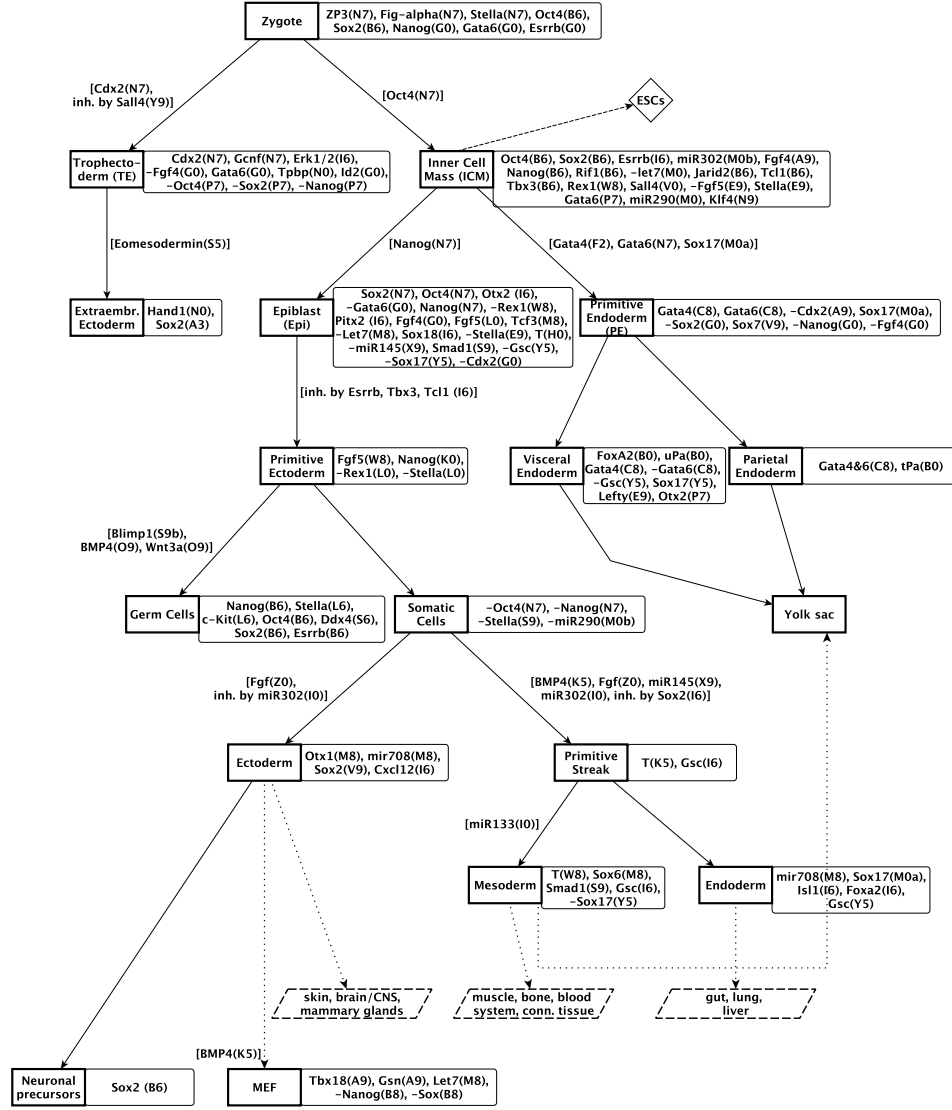 Zygote
ZP3(N7), Fig-alpha(N7), Stella(N7), Oct4(B6),
Sox2(B6), Nanog(G0), Gata6(G0), Esrrb(G0)
[Cdx2(N7),
inh. by Sall4(Y9)]
[Oct4(N7)]
ESCs
Trophecto-
derm (TE)
Cdx2(N7), Gcnf(N7), Erk1/2(I6),
-Fgf4(G0), Gata6(G0), Tpbp(N0), Id2(G0),
-Oct4(P7), -Sox2(P7), -Nanog(P7)
Inner Cell
Mass (ICM)
Oct4(B6), Sox2(B6), Esrrb(I6), miR302(M0b), Fgf4(A9),
Nanog(B6), Rif1(B6), -let7(M0), Jarid2(B6), Tcl1(B6),
Tbx3(B6), Rex1(W8), Sall4(V0), -Fgf5(E9), Stella(E9),
Gata6(P7), miR290(M0), Klf4(N9)
[Eomesodermin(S5)]
[Nanog(N7)]
[Gata4(F2), Gata6(N7), Sox17(M0a)]
Extraembr.
Ectoderm
Hand1(N0),
Sox2(A3)
Epiblast
(Epi)
Sox2(N7), Oct4(N7), Otx2 (I6),
-Gata6(G0), Nanog(N7), -Rex1(W8),
Pitx2 (I6), Fgf4(G0), Fgf5(L0), Tcf3(M8),
-Let7(M8), Sox18(I6), -Stella(E9), T(H0),
-miR145(X9), Smad1(S9), -Gsc(Y5),
-Sox17(Y5), -Cdx2(G0)
Primitive
Endoderm
(PE)
Gata4(C8), Gata6(C8), -Cdx2(A9), Sox17(M0a),
-Sox2(G0), Sox7(V9), -Nanog(G0), -Fgf4(G0)
[inh. by Esrrb, Tbx3, Tcl1 (I6)]
Primitive
Ectoderm
Fgf5(W8), Nanog(K0),
-Rex1(L0), -Stella(L0)
Visceral
Endoderm
FoxA2(B0), uPa(B0),
Gata4(C8), -Gata6(C8),
-Gsc(Y5), Sox17(Y5),
Lefty(E9), Otx2(P7)
Parietal
Endoderm
Gata4&6(C8), tPa(B0)
[Blimp1(S9b),
BMP4(O9), Wnt3a(O9)]
Germ Cells
Nanog(B6), Stella(L6),
c-Kit(L6), Oct4(B6), Ddx4(S6),
Sox2(B6), Esrrb(B6)
Somatic
Cells
-Oct4(N7), -Nanog(N7),
-Stella(S9), -miR290(M0b)
Yolk sac
[Fgf(Z0),
inh. by miR302(I0)]
[BMP4(K5), Fgf(Z0), miR145(X9),
miR302(I0), inh. by Sox2(I6)]
Ectoderm
Otx1(M8), mir708(M8),
Sox2(V9), Cxcl12(I6)
Primitive
Streak
T(K5), Gsc(I6)
[miR133(I0)]
Mesoderm
T(W8), Sox6(M8),
Smad1(S9), Gsc(I6),
-Sox17(Y5)
Endoderm
mir708(M8), Sox17(M0a),
Isl1(I6), Foxa2(I6),
Gsc(Y5)
skin, brain/CNS,
mammary glands
muscle, bone, blood
system, conn. tissue
gut, lung,
liver
[BMP4(K5)]
Neuronal
precursors
Sox2 (B6)
MEF
Tbx18(A9), Gsn(A9), Let7(M8),
-Nanog(B8), -Sox(B8)